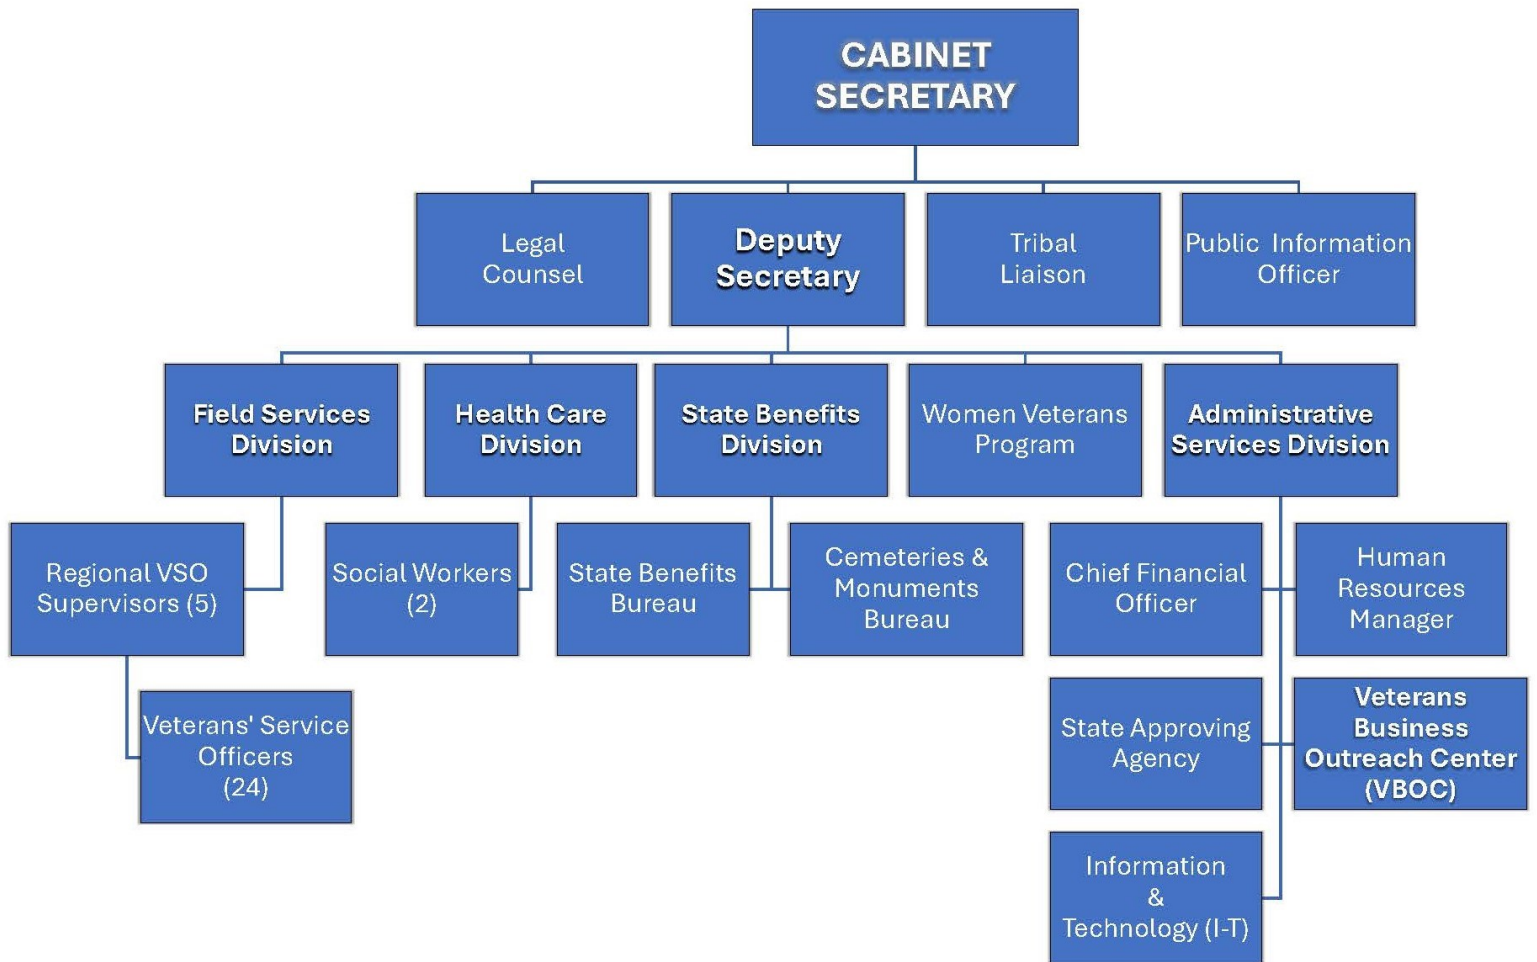 CABINET
SECRETARY
Legal
Counsel
Deputy
Secretary
Tribal
Liaison
Public Information
Officer
Field Services
Division
Health Care
Division
State Benefits
Division
Women Veterans
Program
Administrative
Services Division
Regional VSO
Supervisors (5)
Social Workers
(2)
State Benefits
Bureau
Cemeteries &
Monuments
Bureau
Chief Financial
Officer
Human
Resources
Manager
Veterans' Service
Officers
(24)
State Approving
Agency
Veterans
Business
Outreach Center
(VBOC)
Information
&
Technology (I-T)